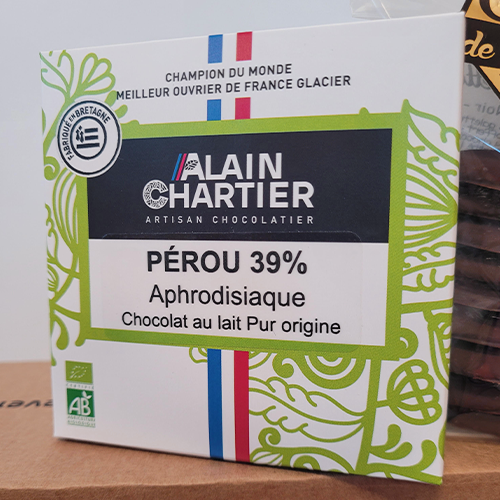 CHAMPION DU MONDE
MEILLEUR OUVRIER DE FRANCE GLACIER
FABRIQUÉ EN BRETAGNE
ALAIN
CHARTIER
ARTISAN CHOCOLATIER
PÉROU 39%
Aphrodisiaque
Chocolat au lait Pur origine
AB
de